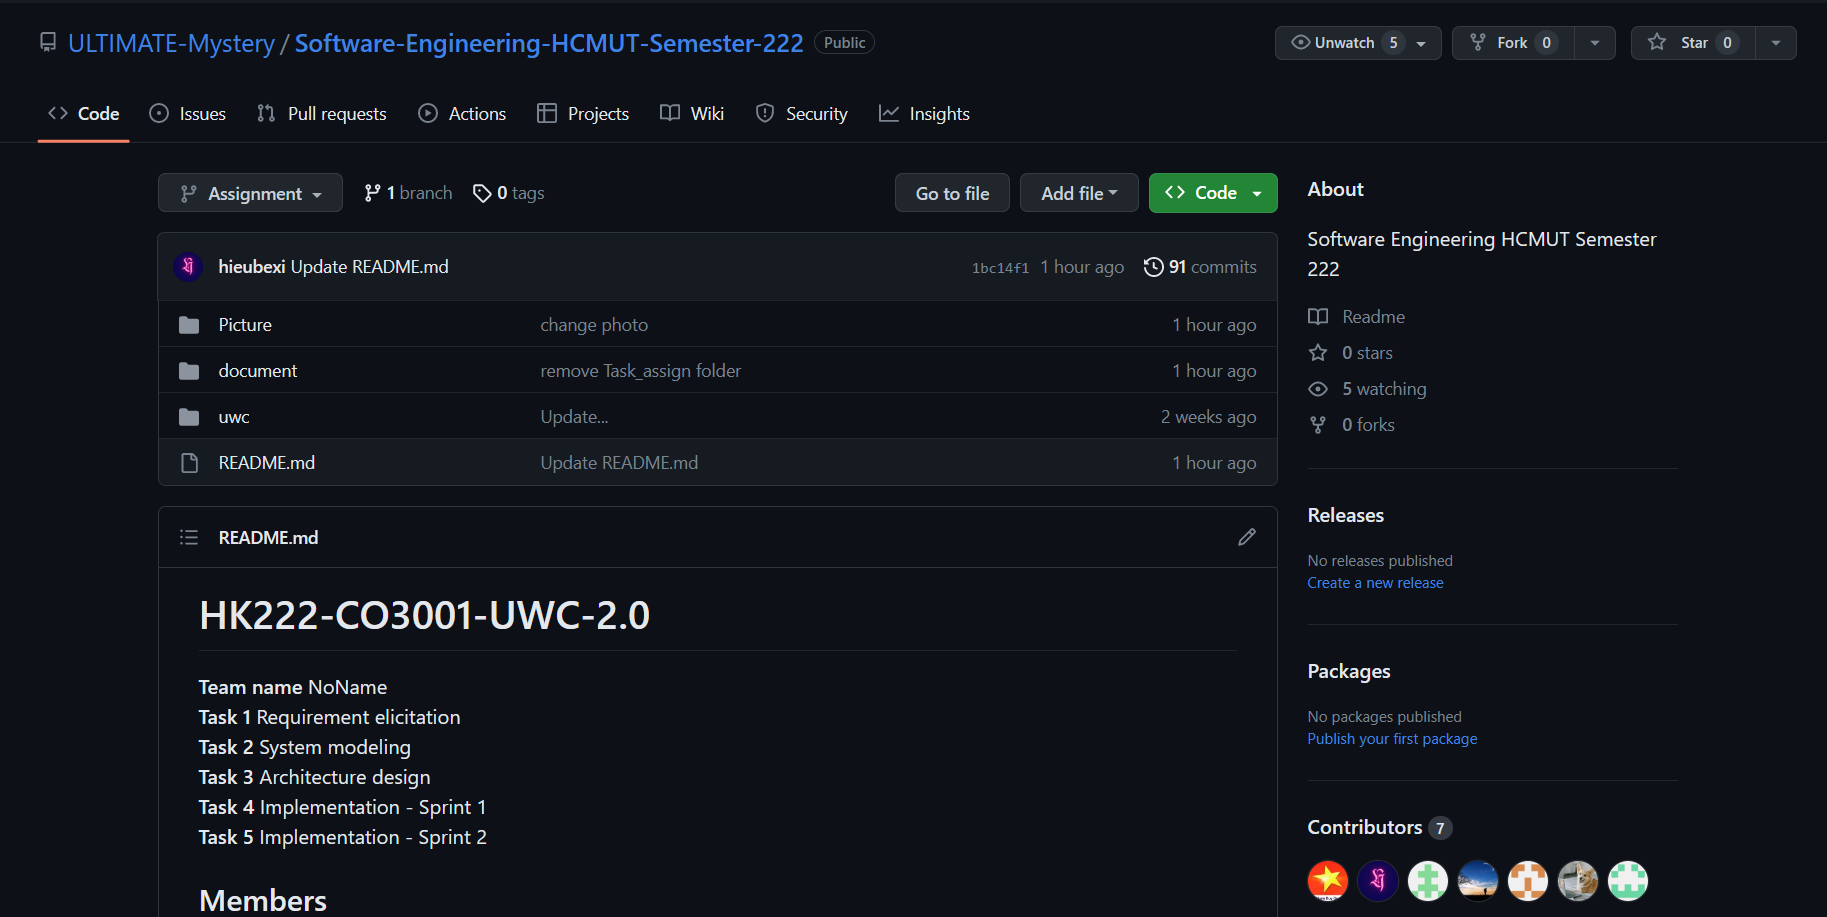 ULTIMATE-Mystery / Software-Engineering-HCMUT-Semester-222 Public
Unwatch 5 Fork 0 Star 0
Code Issues Pull requests Actions Projects Wiki Security Insights
Assignment 1 branch 0 tags Go to file Add file Code
hieubexi Update README.md 1bc14f1 1 hour ago 91 commits
Picture change photo 1 hour ago
document remove Task_assign folder 1 hour ago
uwc Update... 2 weeks ago
README.md Update README.md 1 hour ago
README.md
HK222-CO3001-UWC-2.0
Team name NoName
Task 1 Requirement elicitation
Task 2 System modeling
Task 3 Architecture design
Task 4 Implementation - Sprint 1
Task 5 Implementation - Sprint 2
Members
About
Software Engineering HCMUT Semester
222
Readme
0 stars
5 watching
0 forks
Releases
No releases published
Create a new release
Packages
No packages published
Publish your first package
Contributors 7